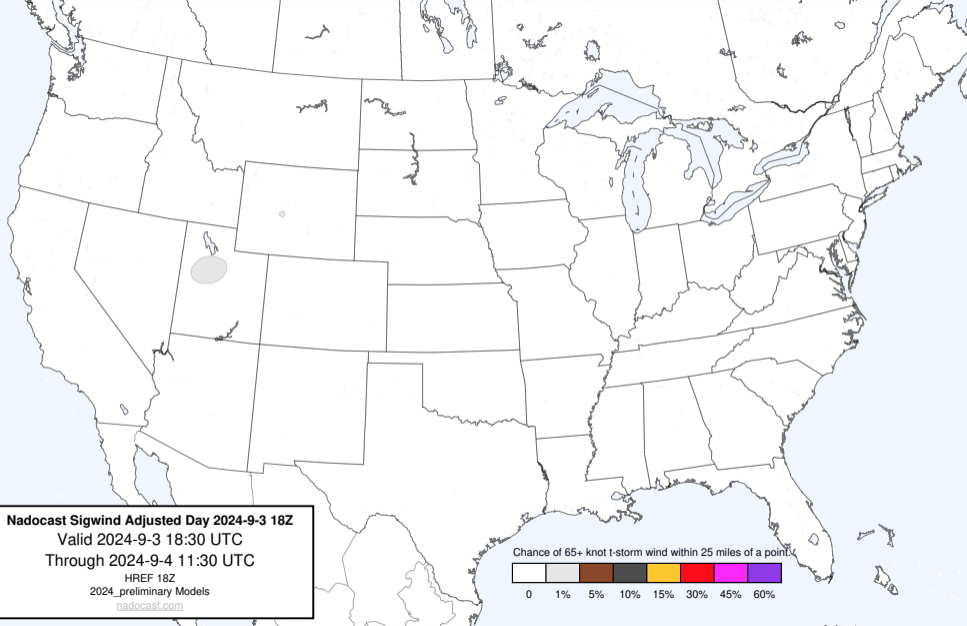 Nadocast Sigwind Adjusted Day 2024-9-3 18Z
Valid 2024-9-3 18:30 UTC
Through 2024-9-4 11:30 UTC
HREF 18Z
2024_preliminary Models
nadocast.com
Chance of 65+ knot t-storm wind within 25 miles of a point.
0 1% 5% 10% 15% 30% 45% 60%